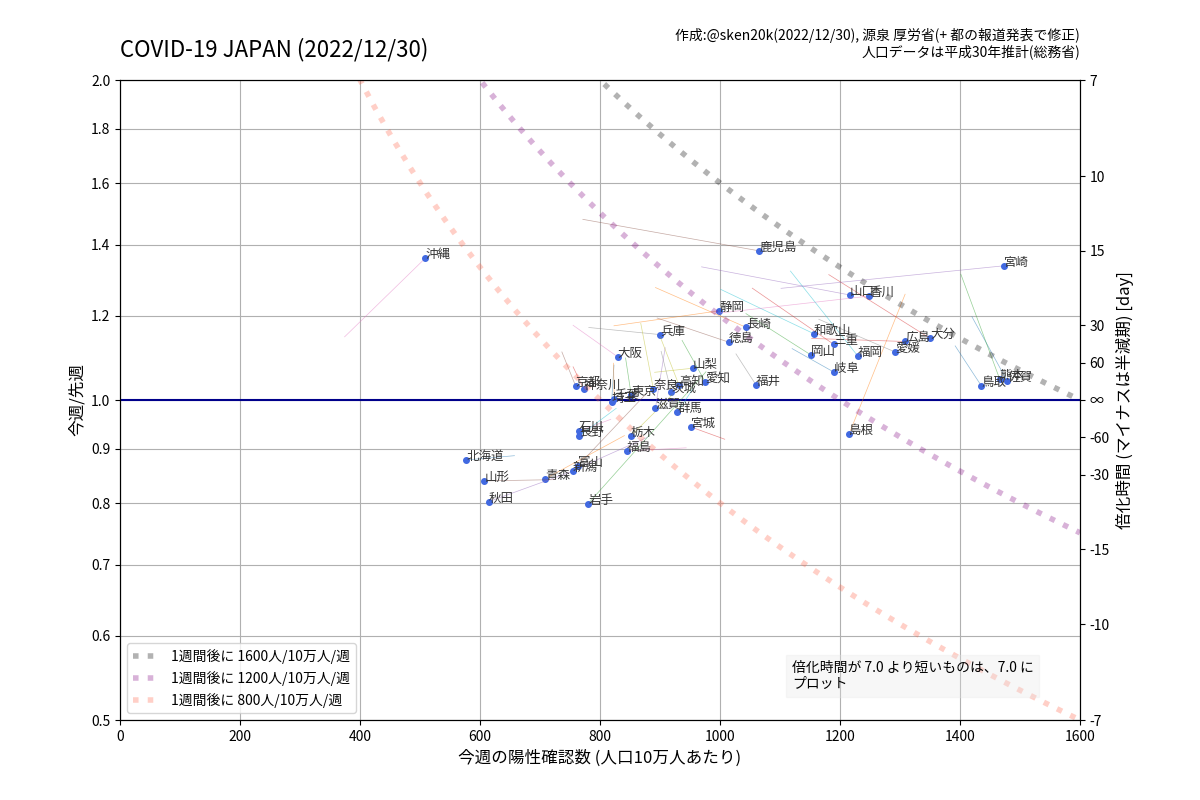 COVID-19 JAPAN (2022/12/30)
作成:@sken20k(2022/12/30), 源泉 厚労省(+ 都の報道発表で修正)
人口データは平成30年推計(総務省)
2.0
1.8
1.6
1.4
1.2
1.0
0.9
0.8
0.7
0.6
0.5
今週/先週
7
10
15
30
60
∞
-60
-30
-15
-10
-7
倍化時間 (マイナスは半減期) [day]
沖縄
鹿児島
宮崎
山口
香川
静岡
長崎
兵庫
徳島
和歌山
三重
広島
大分
大阪
岡山
福岡
愛媛
山梨
岐阜
京都
神奈川
東京
奈良
高知
茨城
愛知
福井
鳥取
熊本
佐賀
滋賀
群馬
石川
長野
栃木
宮城
島根
福島
北海道
富山
新潟
山形
青森
秋田
岩手
1週間後に 1600人/10万人/週
1週間後に 1200人/10万人/週
1週間後に 800人/10万人/週
倍化時間が 7.0 より短いものは、7.0 に
プロット
0
200
400
600
800
1000
1200
1400
1600
今週の陽性確認数 (人口10万人あたり)